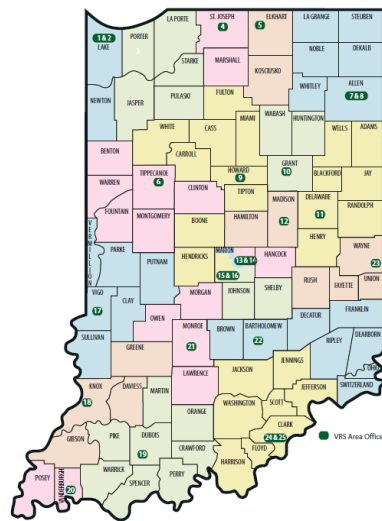 LA PORTE
ST. JOSEPH
4
ELKHART
5
LA GRANGE
STEUBEN
1 & 2
LAKE
PORTER
3
NOBLE
DEKALB
MARSHALL
STARKE
KOSCIUSKO
WHITLEY
ALLEN
7 & 8
NEWTON
JASPER
PULASKI
FULTON
WABASH
HUNTINGTON
MIAMI
WELLS
ADAMS
WHITE
CASS
BENTON
CARROLL
GRANT
10
BLACKFORD
JAY
WARREN
TIPPECANOE
6
HOWARD
9
CLINTON
TIPTON
MADISON
12
DELAWARE
11
RANDOLPH
FOUNTAIN
MONTGOMERY
BOONE
HAMILTON
HENRY
WAYNE
23
VERMILLION
PARKE
PUTNAM
HENDRICKS
MARION
13 & 14
15 & 16
HANCOCK
RUSH
FAYETTE
UNION
VIGO
17
CLAY
MORGAN
JOHNSON
SHELBY
FRANKLIN
OWEN
DECATUR
SULLIVAN
MONROE
21
BROWN
BARTHOLOMEW
22
DEARBORN
RIPLEY
GREENE
JENNINGS
OHIO
LAWRENCE
JACKSON
SWITZERLAND
KNOX
18
DAVIESS
MARTIN
JEFFERSON
SCOTT
ORANGE
WASHINGTON
CLARK
24 & 25
VRS Area Office
GIBSON
PIKE
DUBOIS
19
FLOYD
CRAWFORD
HARRISON
POSEY
VANDERBURGH
20
WARRICK
PERRY
SPENCER